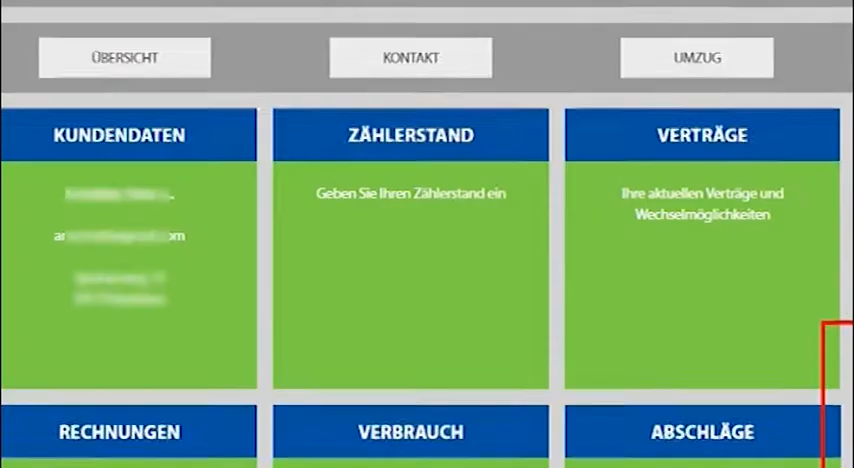 ÜBERSICHT
KONTAKT
UMZUG
KUNDENDATEN
ZÄHLERSTAND
Geben Sie Ihren Zählerstand ein
VERTRÄGE
Ihre aktuellen Verträge und
Wechselmöglichkeiten
RECHNUNGEN
VERBRAUCH
ABSCHLÄGE